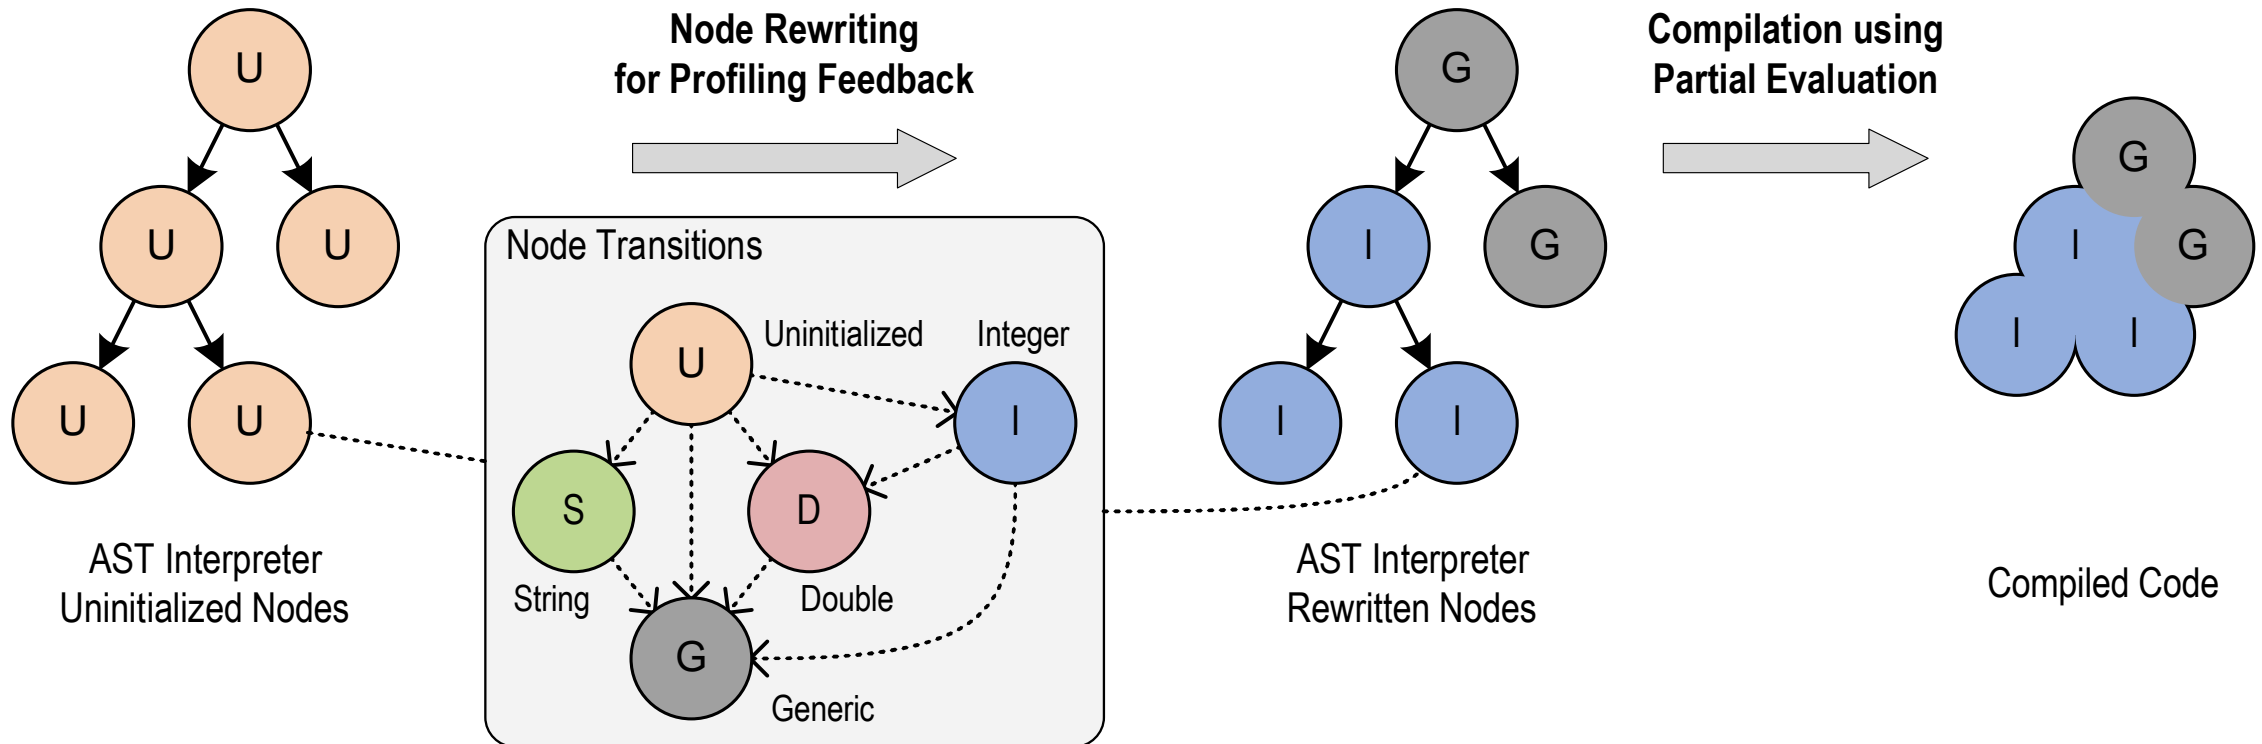 Node Rewriting
for Profiling Feedback
Compilation using
Partial Evaluation
U
U
U
U
U
AST Interpreter
Uninitialized Nodes
Node Transitions
U
Uninitialized
Integer
I
S
D
String
Double
G
Generic
G
I
G
I
I
AST Interpreter
Rewritten Nodes
G
I
G
I
I
Compiled Code